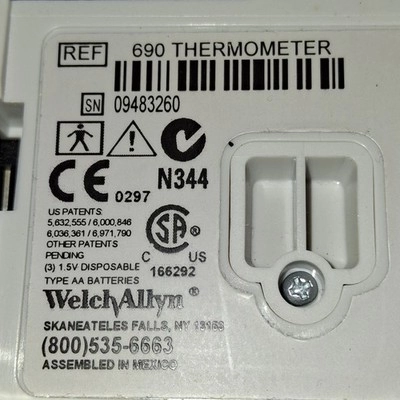 REF 690 THERMOMETER
SN 09483260
N344
CE 0297
US PATENTS:
5,632,555 / 6,000,846
6,036,361 / 6,971,790
OTHER PATENTS
PENDING
(3) 1.5V DISPOSABLE
TYPE AA BATTERIES
SA ®
C US
166292
WelchAllyn®
SKANEATELES FALLS, NY 13153
(800)535-6663
ASSEMBLED IN MEXICO